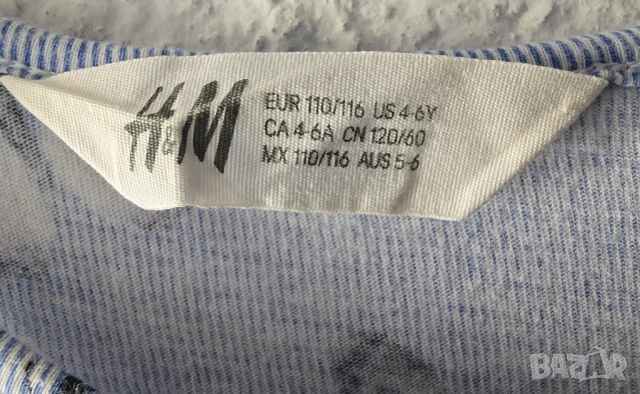 H&M
EUR 110/116 US 4-6Y
CA 4-6A CN 120/60
MX 110/116 AUS 5-6
BAZAR